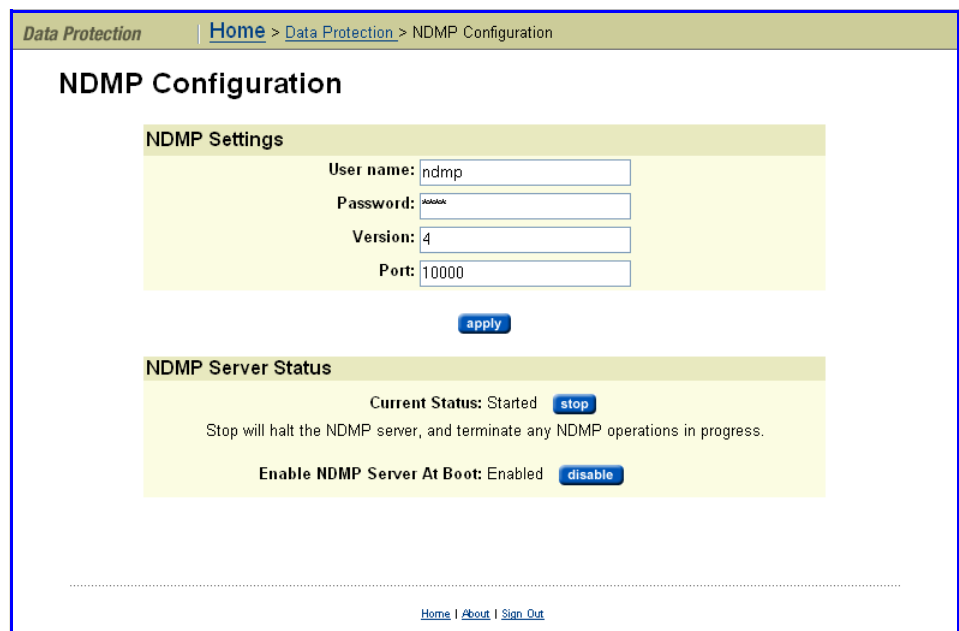 Data Protection | Home > Data Protection > NDMP Configuration
NDMP Configuration
NDMP Settings
User name: ndmp
Password: ****
Version: 4
Port: 10000
apply
NDMP Server Status
Current Status: Started stop
Stop will halt the NDMP server, and terminate any NDMP operations in progress.
Enable NDMP Server At Boot: Enabled disable
Home | About | Sign Out